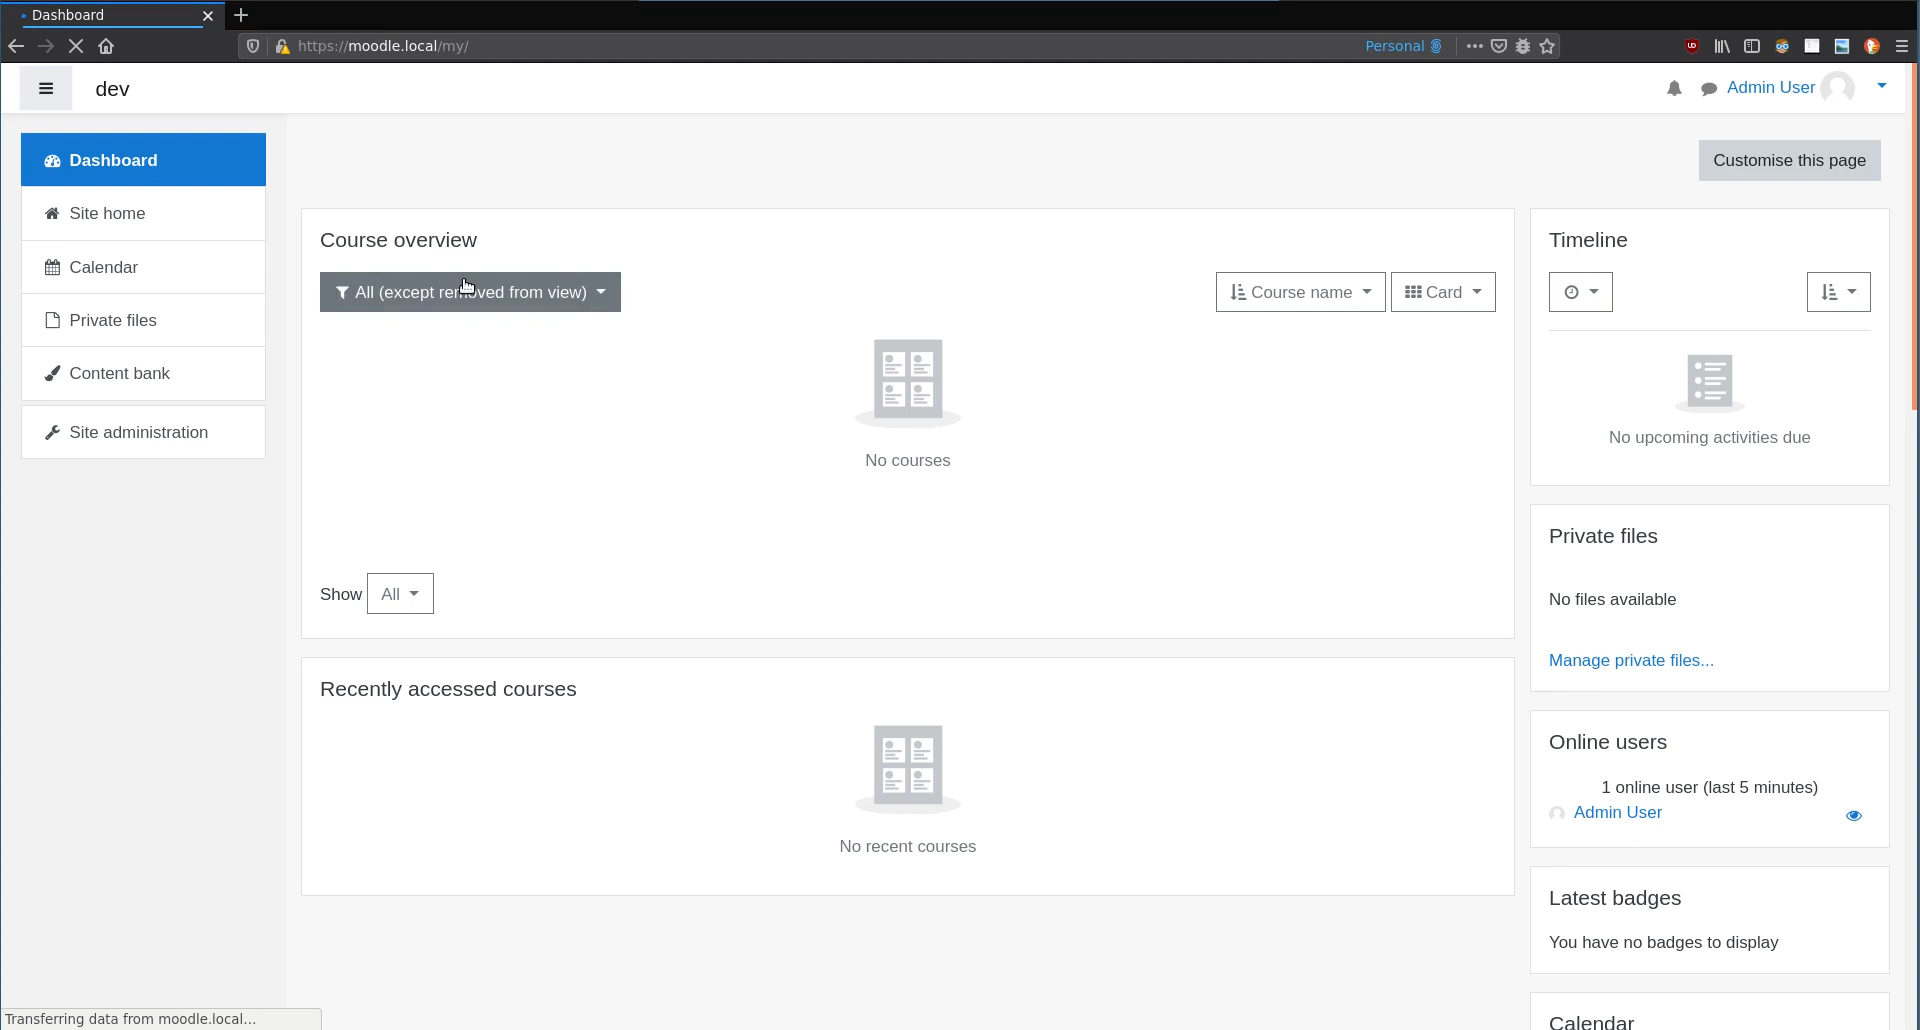 Dashboard
https://moodle.local/my/
Personal
dev
Admin User
Dashboard
Site home
Calendar
Private files
Content bank
Site administration
Customise this page
Course overview
All (except removed from view)
Course name
Card
No courses
Show All
Recently accessed courses
No recent courses
Timeline
No upcoming activities due
Private files
No files available
Manage private files...
Online users
1 online user (last 5 minutes)
Admin User
Latest badges
You have no badges to display
Calendar
Transferring data from moodle.local...